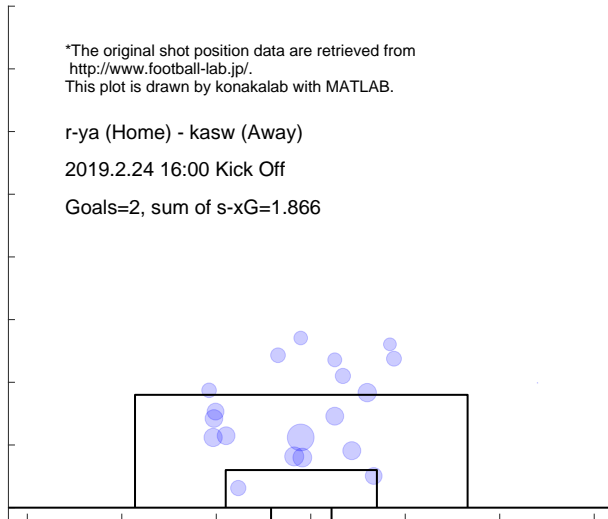 *The original shot position data are retrieved from
http://www.football-lab.jp/.
This plot is drawn by konakalab with MATLAB.
r-ya (Home) - kasw (Away)
2019.2.24 16:00 Kick Off
Goals=2, sum of s-xG=1.866